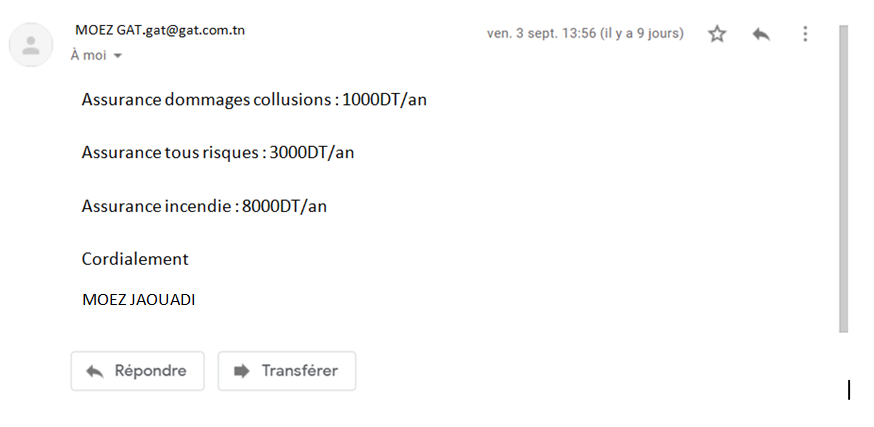 MOEZ GAT.gat@gat.com.tn
ven. 3 sept. 13:56 (il y a 9 jours)
À moi
Assurance dommages collusions : 1000DT/an
Assurance tous risques : 3000DT/an
Assurance incendie : 8000DT/an
Cordialement
MOEZ JAOUADI
Répondre
Transférer